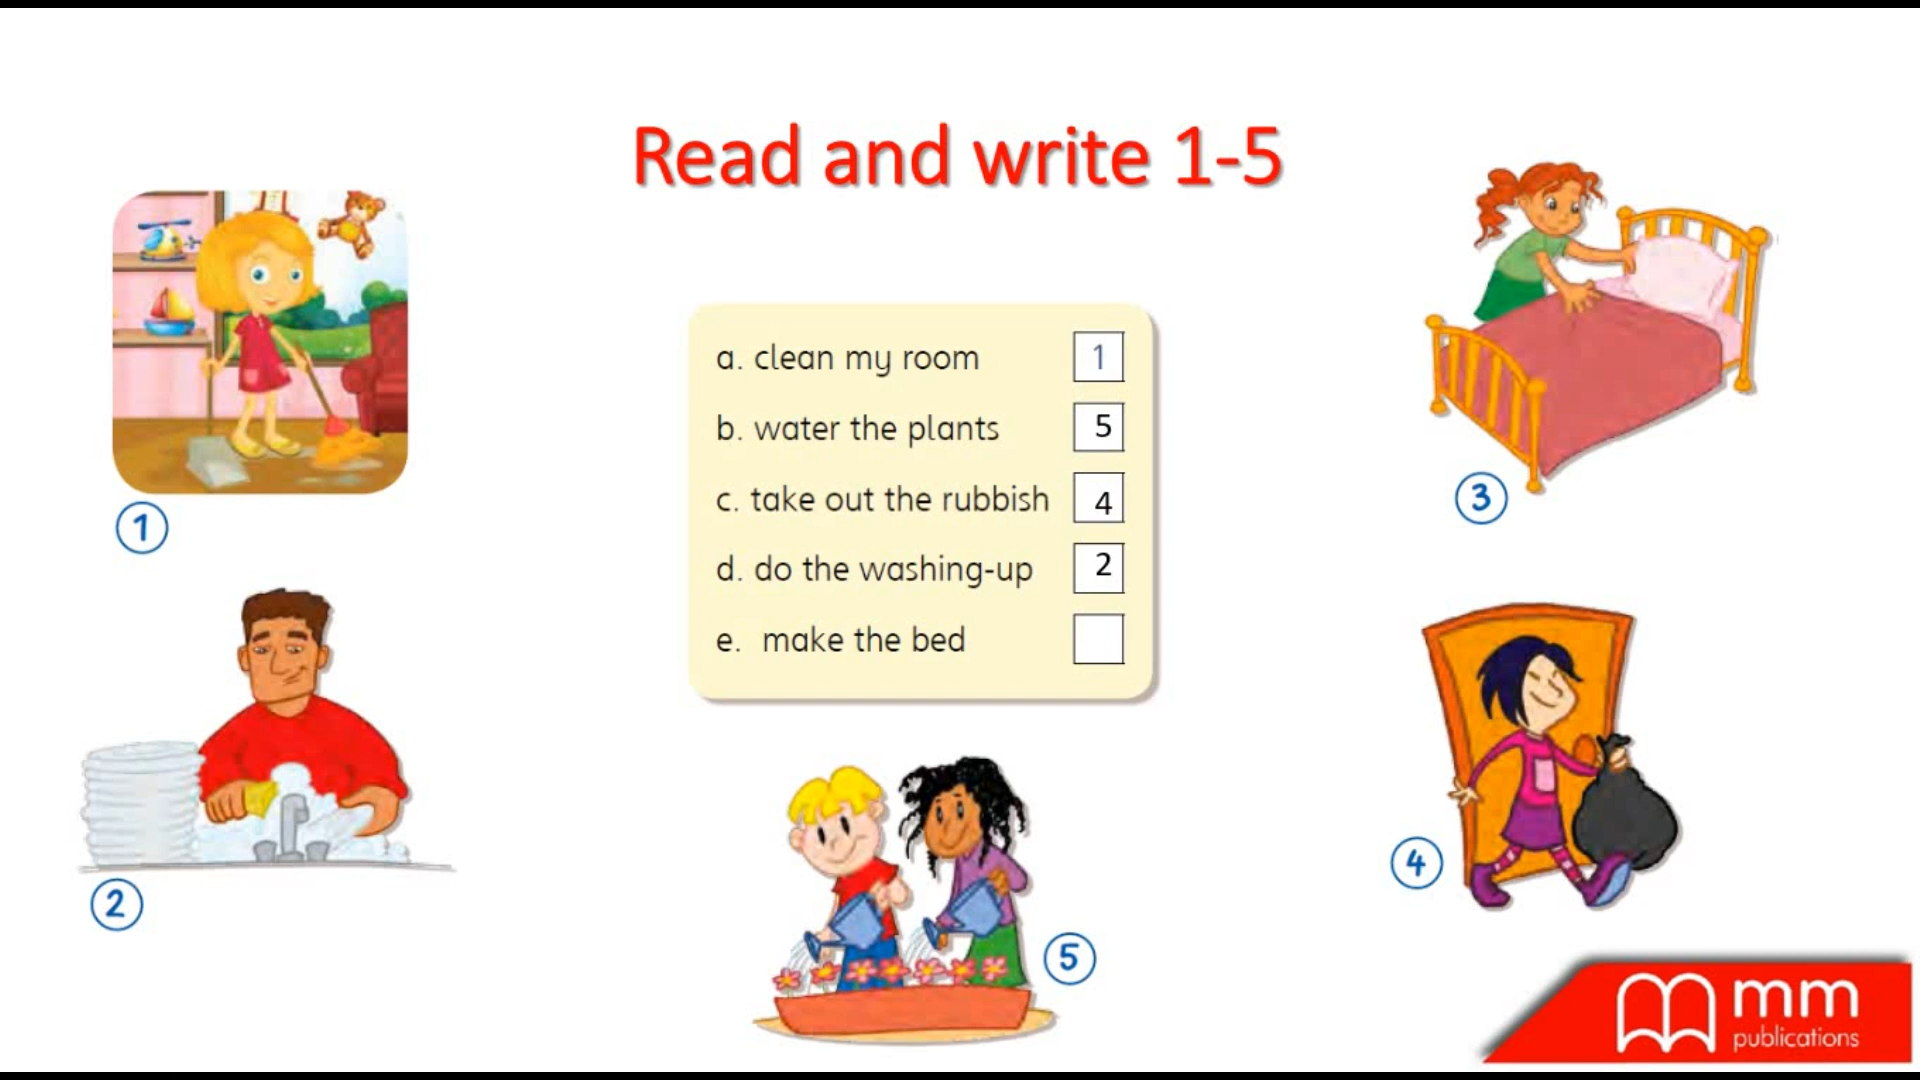 Read and write 1-5
a. clean my room 1
b. water the plants 5
c. take out the rubbish 4
d. do the washing-up 2
e. make the bed
1
3
2
4
5
mm
publications